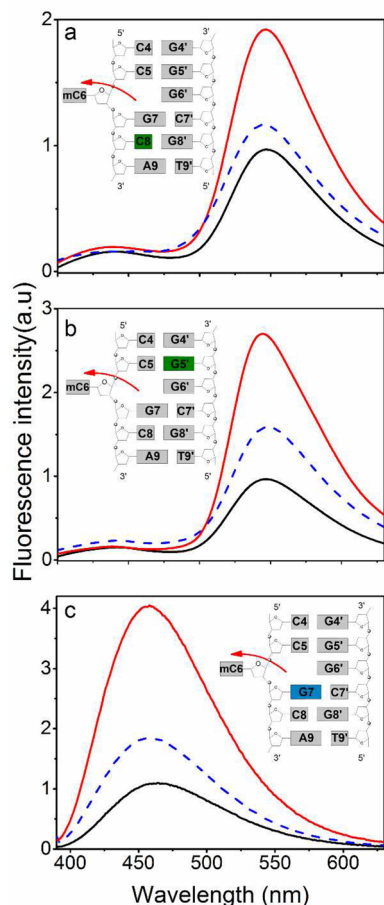 Fluorescence intensity(a.u)
a
2
1
0
5' 3'
C4 G4'
C5 G5'
G6'
mC6 O
G7 C7'
C8 G8'
A9 T9'
3' 5'
b
3
2
1
0
5' 3'
C4 G4'
C5 G5'
G6'
mC6 O
G7 C7'
C8 G8'
A9 T9'
3' 5'
c
4
3
2
1
0
5' 3'
C4 G4'
C5 G5'
G6'
mC6 O
G7 C7'
C8 G8'
A9 T9'
3' 5'
400 450 500 550 600
Wavelength (nm)